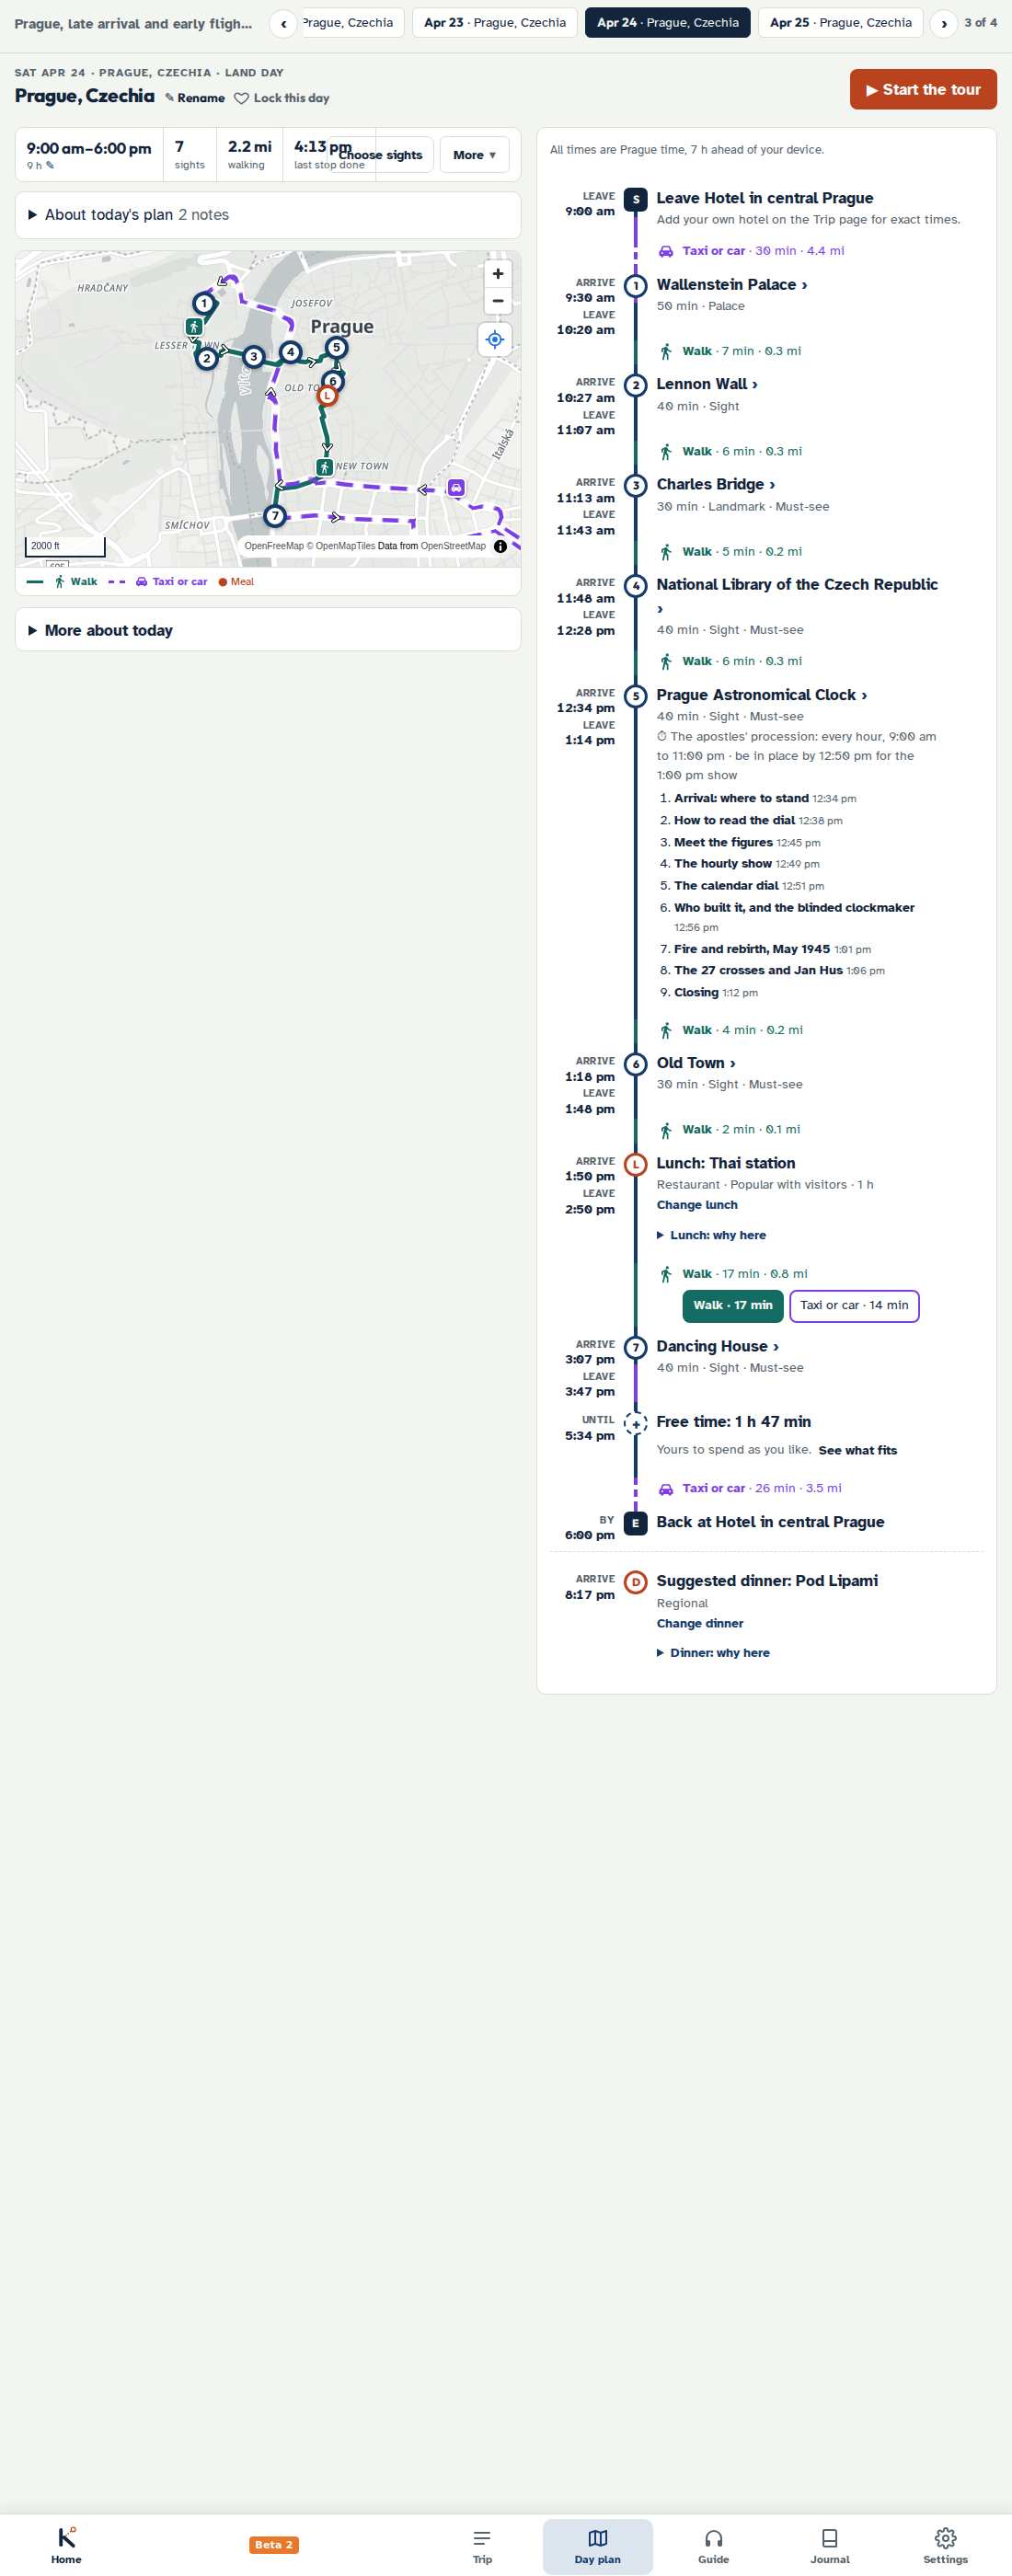 Prague, late arrival and early fligh...
‹
Prague, Czechia
Apr 23 · Prague, Czechia
Apr 24 · Prague, Czechia
Apr 25 · Prague, Czechia
›
3 of 4
SAT APR 24 · PRAGUE, CZECHIA · LAND DAY
Prague, Czechia ✎ Rename Lock this day
▶ Start the tour
9:00 am–6:00 pm
9 h ✎
7
sights
2.2 mi
walking
4:13 pm
last stop done
Choose sights
More ▾
▶ About today's plan 2 notes
HRADČANY
JOSEFOV
Prague
LESSER
OLD TO
NEW TOWN
Italská
SMÍCHOV
1
2
3
4
5
6
L
7
+
−
2000 ft
OpenFreeMap © OpenMapTiles Data from OpenStreetMap
Walk
Taxi or car
Meal
▶ More about today
All times are Prague time, 7 h ahead of your device.
LEAVE
9:00 am
S
Leave Hotel in central Prague
Add your own hotel on the Trip page for exact times.
Taxi or car · 30 min · 4.4 mi
ARRIVE
9:30 am
LEAVE
10:20 am
1
Wallenstein Palace ›
50 min · Palace
Walk · 7 min · 0.3 mi
ARRIVE
10:27 am
LEAVE
11:07 am
2
Lennon Wall ›
40 min · Sight
Walk · 6 min · 0.3 mi
ARRIVE
11:13 am
LEAVE
11:43 am
3
Charles Bridge ›
30 min · Landmark · Must-see
Walk · 5 min · 0.2 mi
ARRIVE
11:48 am
LEAVE
12:28 pm
4
National Library of the Czech Republic
›
40 min · Sight · Must-see
Walk · 6 min · 0.3 mi
ARRIVE
12:34 pm
LEAVE
1:14 pm
5
Prague Astronomical Clock ›
40 min · Sight · Must-see
⏱ The apostles' procession: every hour, 9:00 am
to 11:00 pm · be in place by 12:50 pm for the
1:00 pm show
1. Arrival: where to stand 12:34 pm
2. How to read the dial 12:38 pm
3. Meet the figures 12:45 pm
4. The hourly show 12:49 pm
5. The calendar dial 12:51 pm
6. Who built it, and the blinded clockmaker
12:56 pm
7. Fire and rebirth, May 1945 1:01 pm
8. The 27 crosses and Jan Hus 1:06 pm
9. Closing 1:12 pm
Walk · 4 min · 0.2 mi
ARRIVE
1:18 pm
LEAVE
1:48 pm
6
Old Town ›
30 min · Sight · Must-see
Walk · 2 min · 0.1 mi
ARRIVE
1:50 pm
LEAVE
2:50 pm
L
Lunch: Thai station
Restaurant · Popular with visitors · 1 h
Change lunch
▶ Lunch: why here
Walk · 17 min · 0.8 mi
Walk · 17 min
Taxi or car · 14 min
ARRIVE
3:07 pm
LEAVE
3:47 pm
7
Dancing House ›
40 min · Sight · Must-see
UNTIL
5:34 pm
+
Free time: 1 h 47 min
Yours to spend as you like. See what fits
Taxi or car · 26 min · 3.5 mi
BY
6:00 pm
E
Back at Hotel in central Prague
ARRIVE
8:17 pm
D
Suggested dinner: Pod Lipami
Regional
Change dinner
▶ Dinner: why here
Home
Beta 2
Trip
Day plan
Guide
Journal
Settings